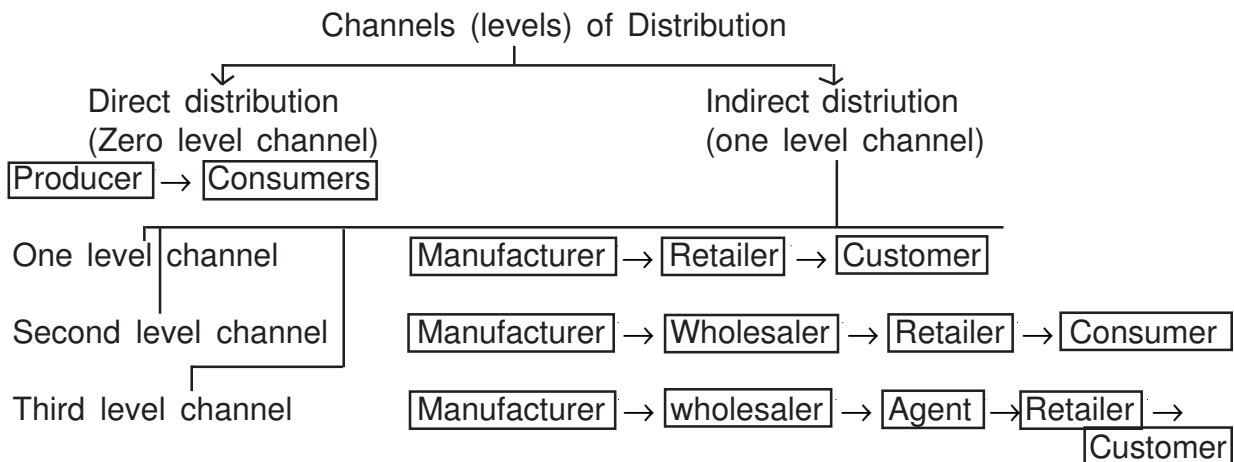 Channels (levels) of Distribution
Direct distribution Indirect distriution
(Zero level channel) (one level channel)
Producer → Consumers
One level channel Manufacturer → Retailer → Customer
Second level channel Manufacturer → Wholesaler → Retailer → Consumer
Third level channel Manufacturer → wholesaler → Agent → Retailer →
Customer